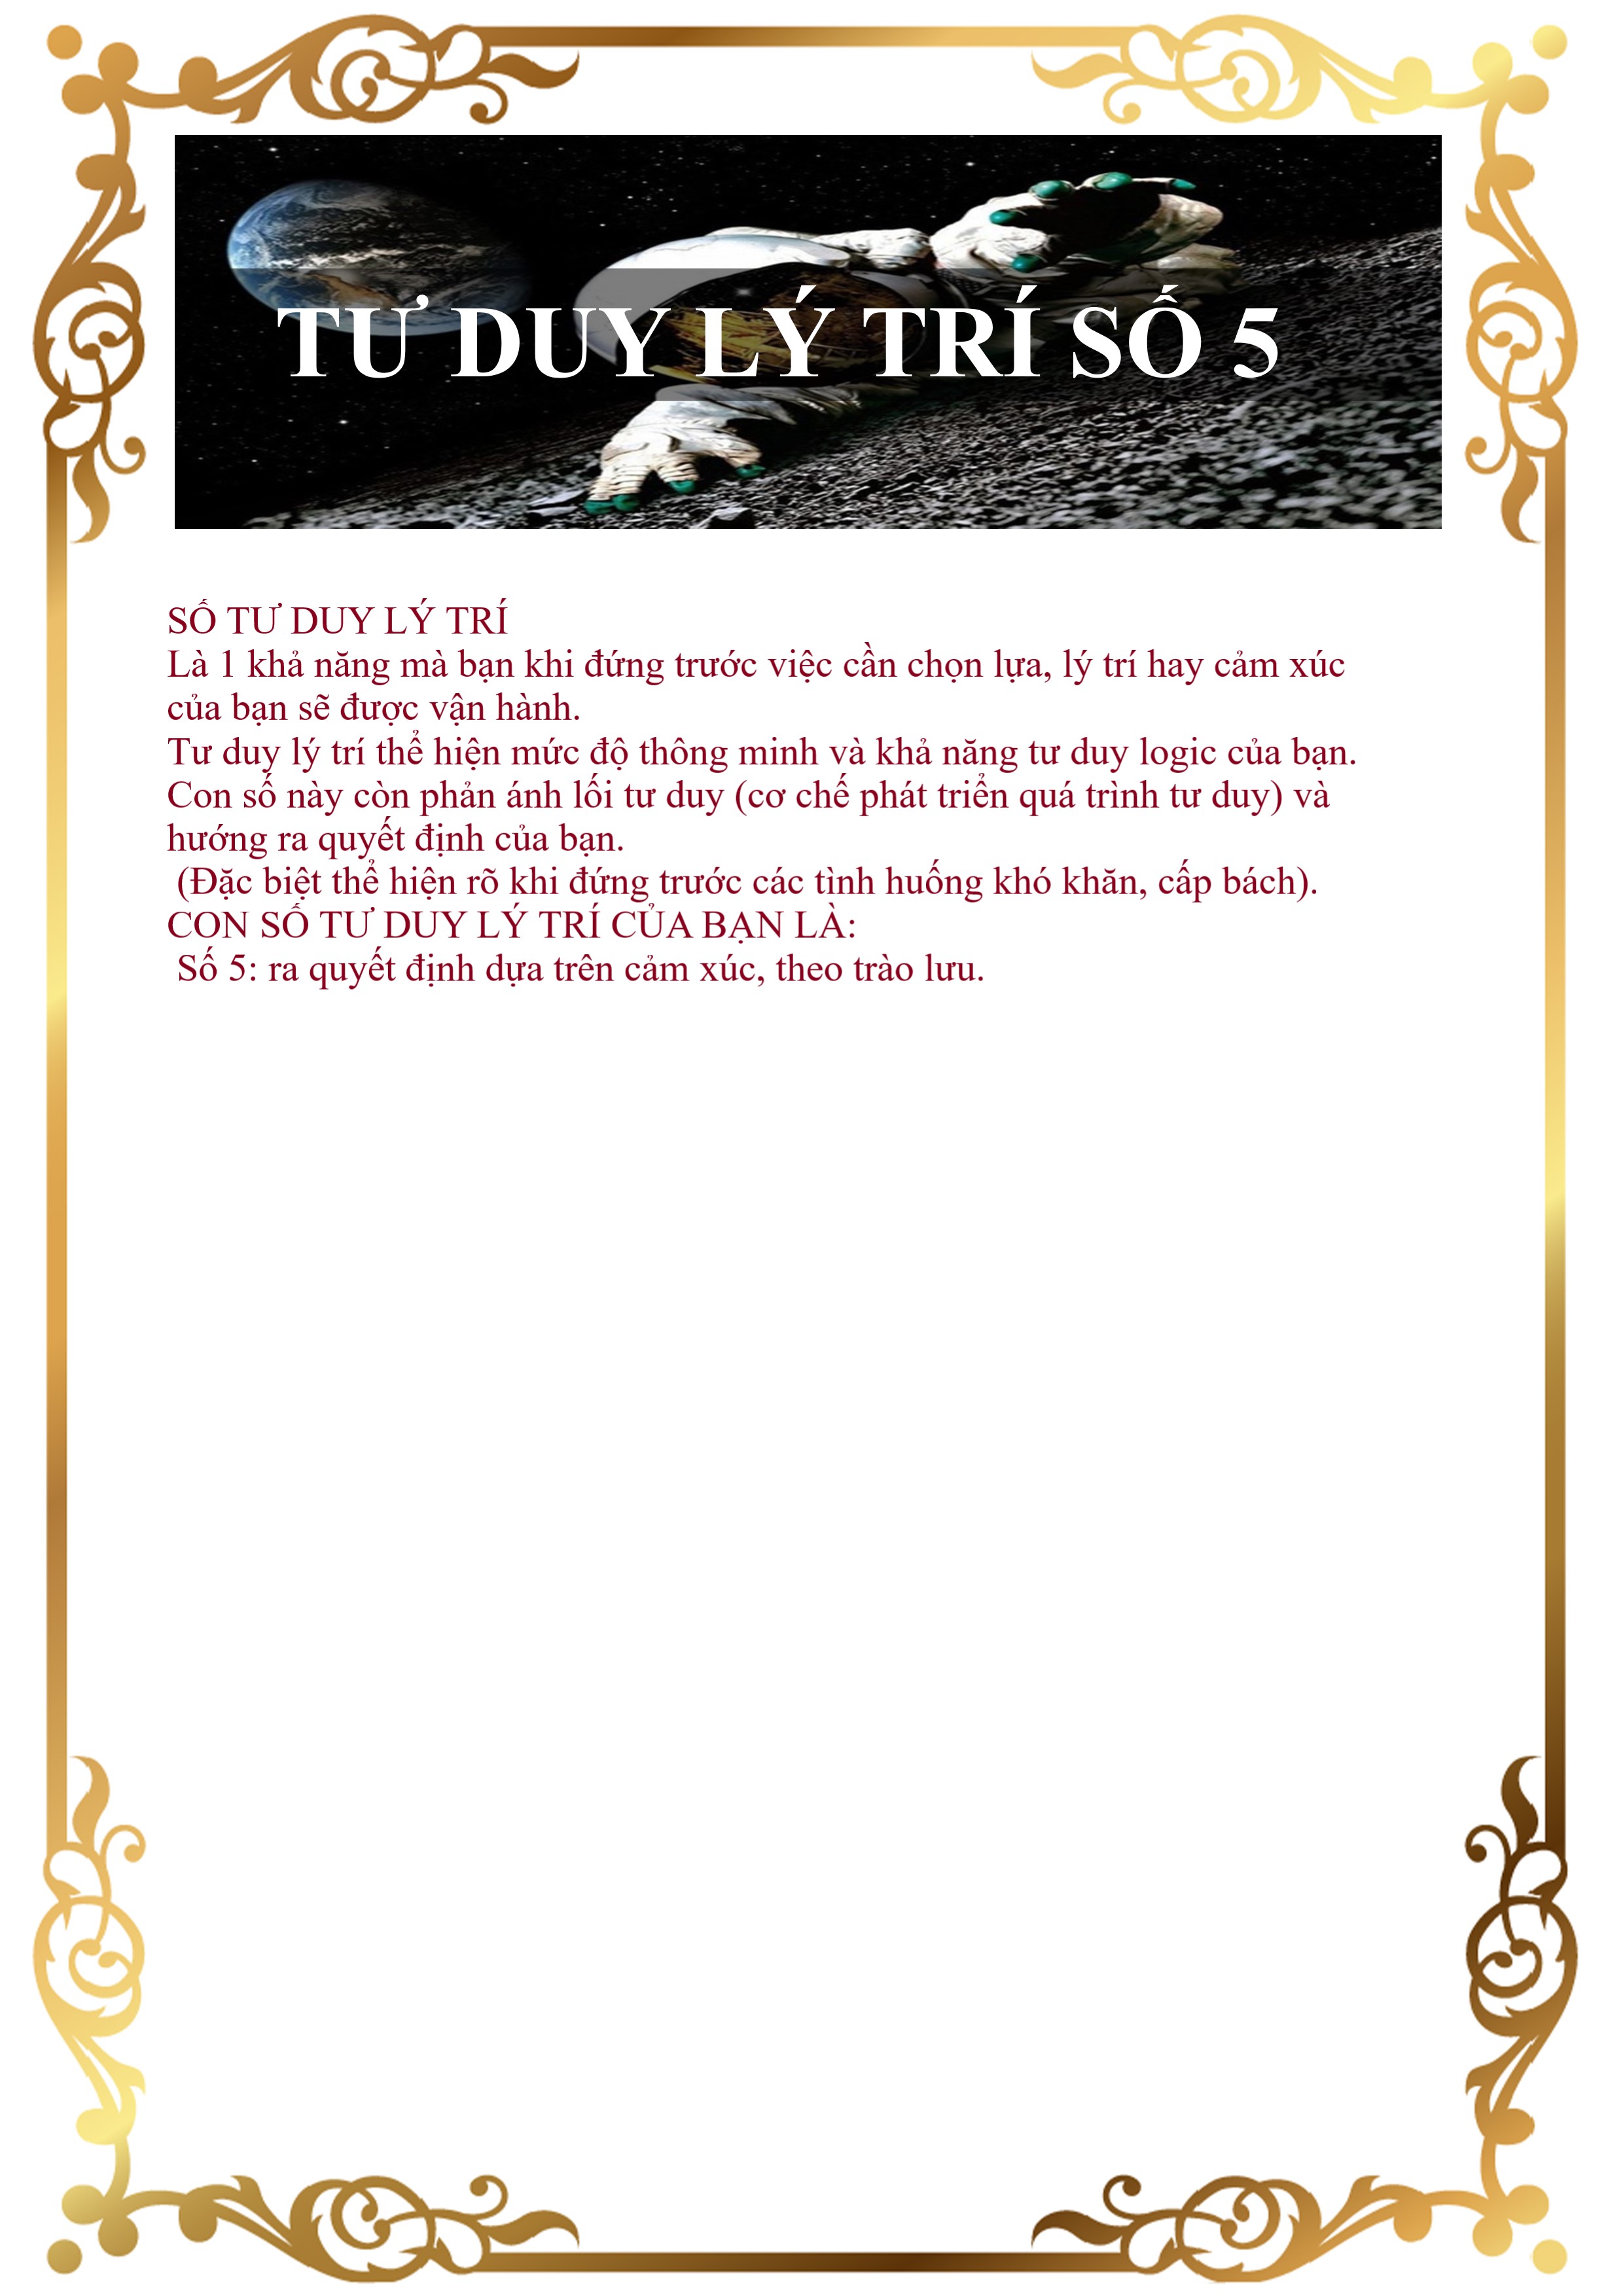 TƯ DUY LÝ TRÍ SỐ 5
SỐ TƯ DUY LÝ TRÍ
Là 1 khả năng mà bạn khi đứng trước việc cần chọn lựa, lý trí hay cảm xúc
của bạn sẽ được vận hành.
Tư duy lý trí thể hiện mức độ thông minh và khả năng tư duy logic của bạn.
Con số này còn phản ánh lối tư duy (cơ chế phát triển quá trình tư duy) và
hướng ra quyết định của bạn.
(Đặc biệt thể hiện rõ khi đứng trước các tình huống khó khăn, cấp bách).
CON SỐ TƯ DUY LÝ TRÍ CỦA BẠN LÀ:
Số 5: ra quyết định dựa trên cảm xúc, theo trào lưu.